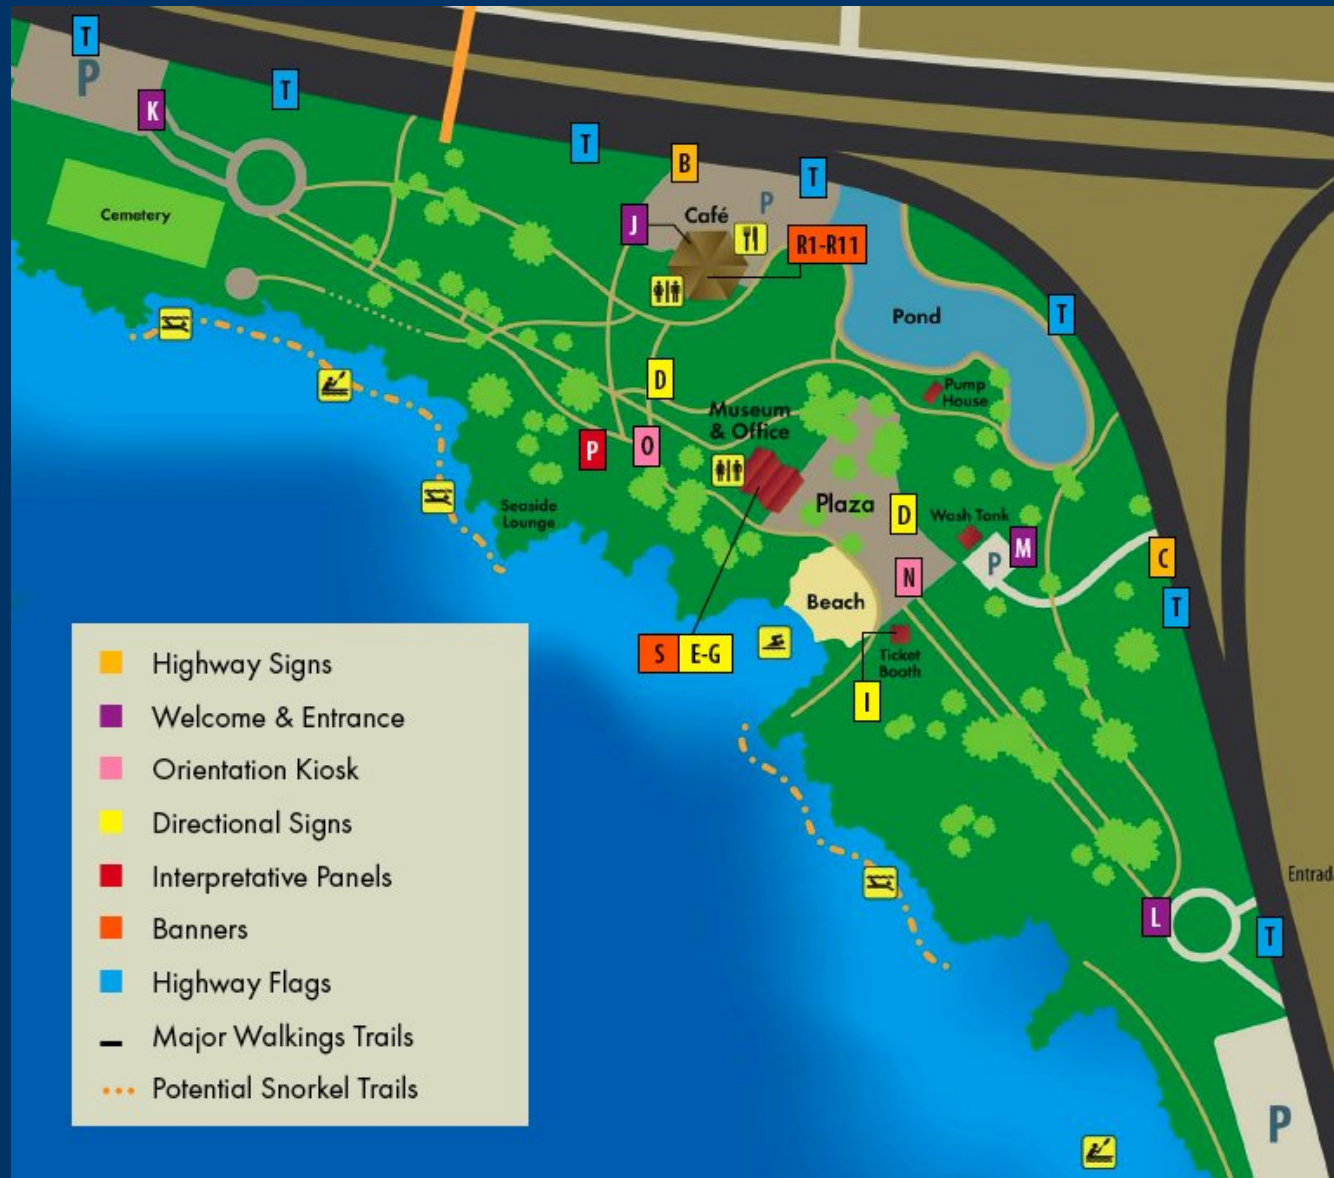 T
P
T
K
T
B
T
P
J
Café
R1-R11
Cemetery
Pond
T
D
Pump
House
Museum
& Office
P
O
Seaside
Lounge
Plaza
D
Wash Tank
M
P
C
N
T
Beach
S
E-G
Ticket
Booth
I
Highway Signs
Welcome & Entrance
Orientation Kiosk
Directional Signs
Interpretative Panels
Banners
Highway Flags
Major Walkings Trails
Potential Snorkel Trails
Entrad
L
T
P